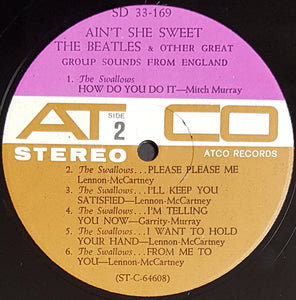 SD 33-169
AIN'T SHE SWEET
THE BEATLES & OTHER GREAT
GROUP SOUNDS FROM ENGLAND
1. The Swallows
HOW DO YOU DO IT—Mitch Murray
ATCO
SIDE
2
STEREO
ATCO RECORDS
2. The Swallows... PLEASE PLEASE ME
Lennon-McCartney
3. The Swallows... I'LL KEEP YOU
SATISFIED—Lennon-McCartney
4. The Swallows... I'M TELLING
YOU NOW—Garrity-Murray
5. The Swallows... I WANT TO HOLD
YOUR HAND—Lennon-McCartney
6. The Swallows... FROM ME TO
YOU—Lennon-McCartney
(ST-C-64608)